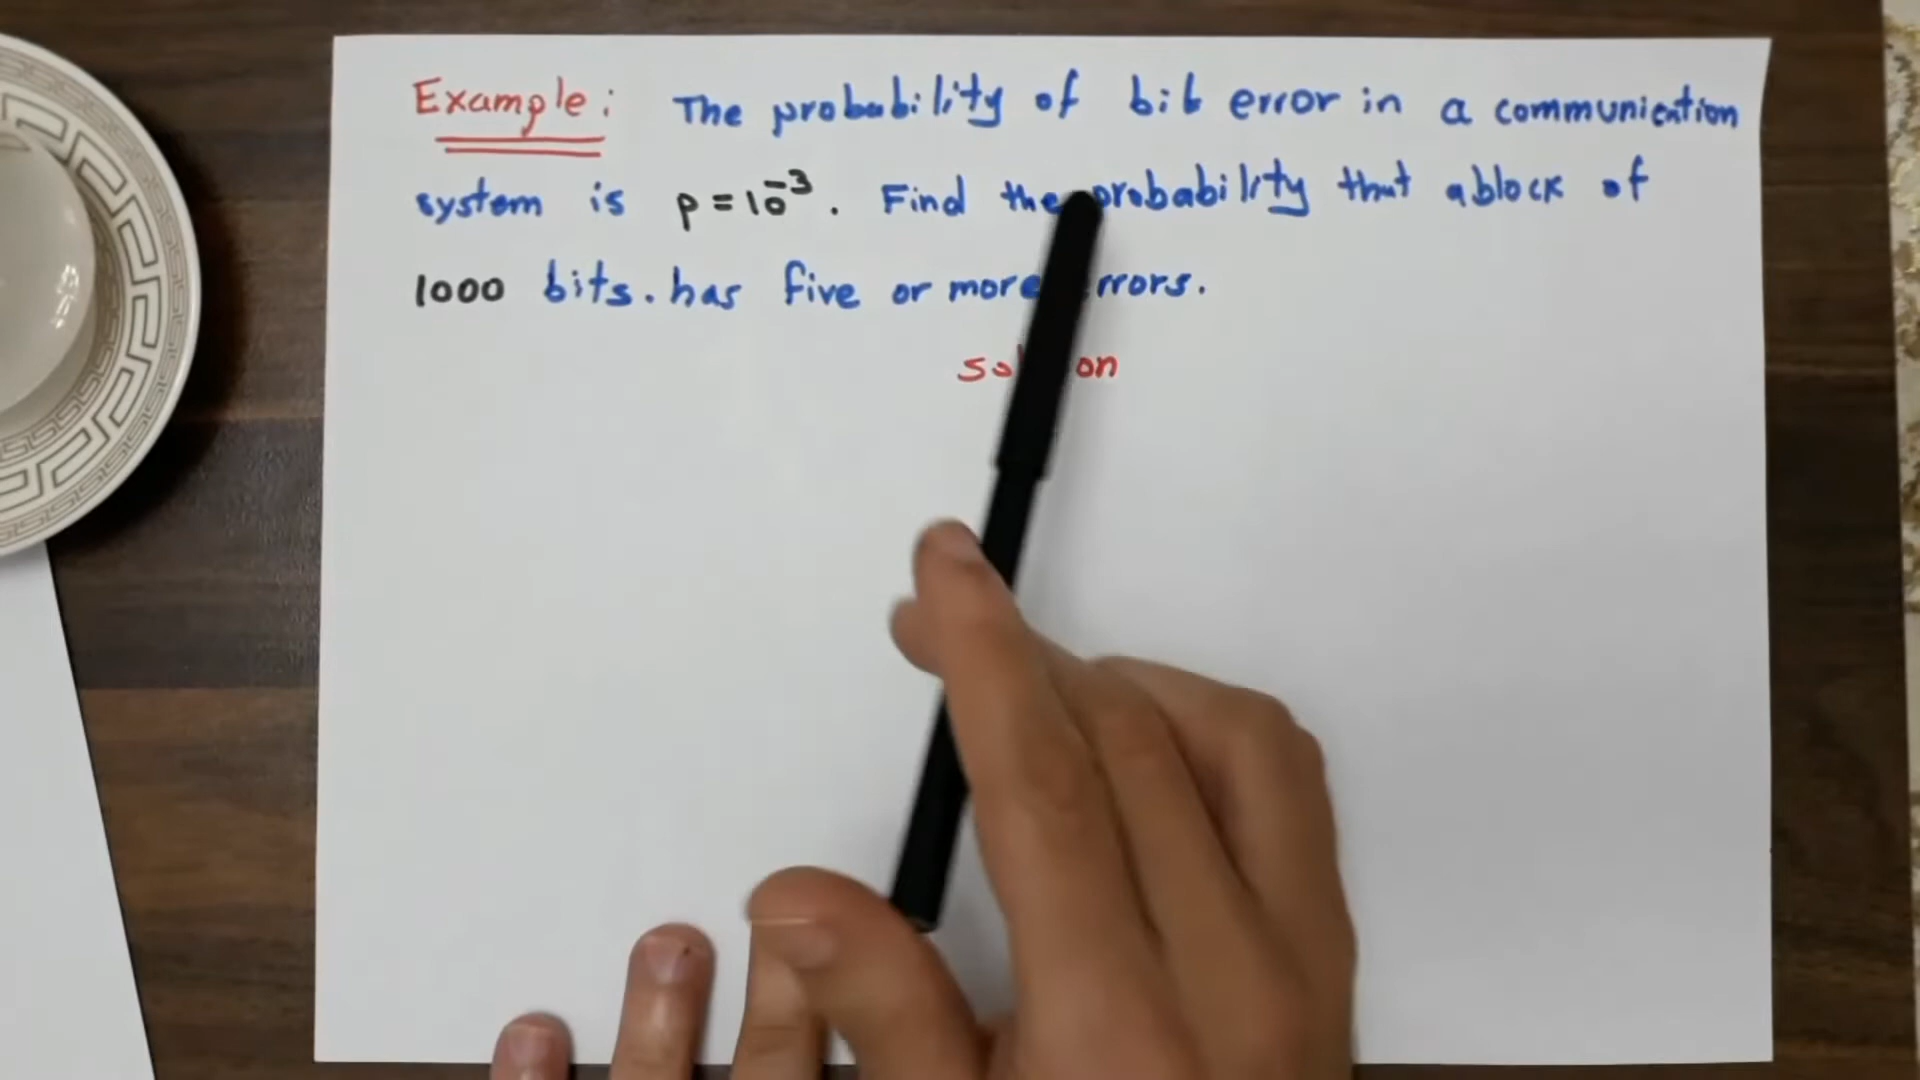 Example: The probability of bit error in a communication
system is p = 10⁻³. Find the probability that a block of
1000 bits. has five or more errors.